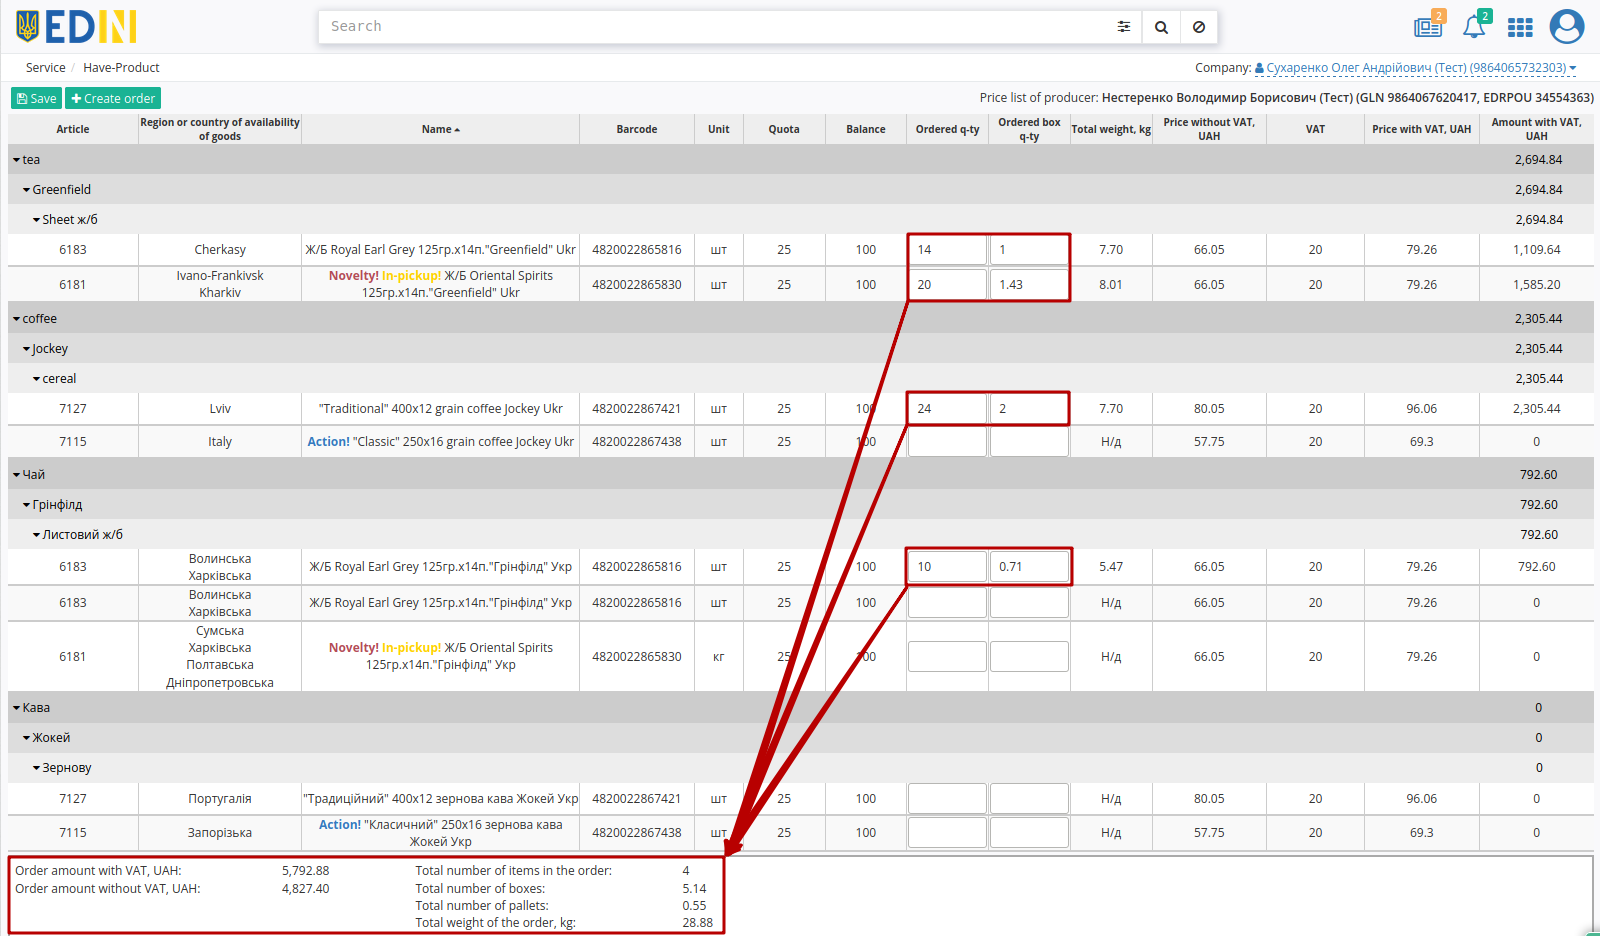 EDIN
Search
2
2
Service / Have-Product
Company: Сухаренко Олег Андрійович (Тест) (9864065732303)
Save
Create order
Price list of producer: Нестеренко Володимир Борисович (Тест) (GLN 9864067620417, EDRPOU 34554363)
Article Region or country of availability of goods Name Barcode Unit Quota Balance Ordered q-ty Ordered box q-ty Total weight, kg Price without VAT, UAH VAT Price with VAT, UAH Amount with VAT, UAH
tea 2,694.84
Greenfield 2,694.84
Sheet ж/б 2,694.84
6183 Cherkasy Ж/Б Royal Earl Grey 125гр.х14п."Greenfield" Ukr 4820022865816 шт 25 100 14 1 7.70 66.05 20 79.26 1,109.64
6181 Ivano-Frankivsk Kharkiv Novelty! In-pickup! Ж/Б Oriental Spirits 125гр.х14п."Greenfield" Ukr 4820022865830 шт 25 100 20 1.43 8.01 66.05 20 79.26 1,585.20
coffee 2,305.44
Jockey 2,305.44
cereal 2,305.44
7127 Lviv "Traditional" 400x12 grain coffee Jockey Ukr 4820022867421 шт 25 100 24 2 7.70 80.05 20 96.06 2,305.44
7115 Italy Action! "Classic" 250x16 grain coffee Jockey Ukr 4820022867438 шт 25 100 Н/д 57.75 20 69.3 0
Чай 792.60
Грінфілд 792.60
Листовий ж/б 792.60
6183 Волинська Харківська Ж/Б Royal Earl Grey 125гр.х14п."Грінфілд" Укр 4820022865816 шт 25 100 10 0.71 5.47 66.05 20 79.26 792.60
6183 Волинська Харківська Ж/Б Royal Earl Grey 125гр.х14п."Грінфілд" Укр 4820022865816 шт 25 100 Н/д 66.05 20 79.26 0
6181 Сумська Харківська Полтавська Дніпропетровська Novelty! In-pickup! Ж/Б Oriental Spirits 125гр.х14п."Грінфілд" Укр 4820022865830 кг 25 100 Н/д 66.05 20 79.26 0
Кава 0
Жокей 0
Зернову 0
7127 Португалія "Традиційний" 400х12 зернова кава Жокей Укр 4820022867421 шт 25 100 Н/д 80.05 20 96.06 0
7115 Запорізька Action! "Класичний" 250х16 зернова кава Жокей Укр 4820022867438 шт 25 100 Н/д 57.75 20 69.3 0
Order amount with VAT, UAH: 5,792.88 Total number of items in the order: 4
Order amount without VAT, UAH: 4,827.40 Total number of boxes: 5.14
Total number of pallets: 0.55
Total weight of the order, kg: 28.88